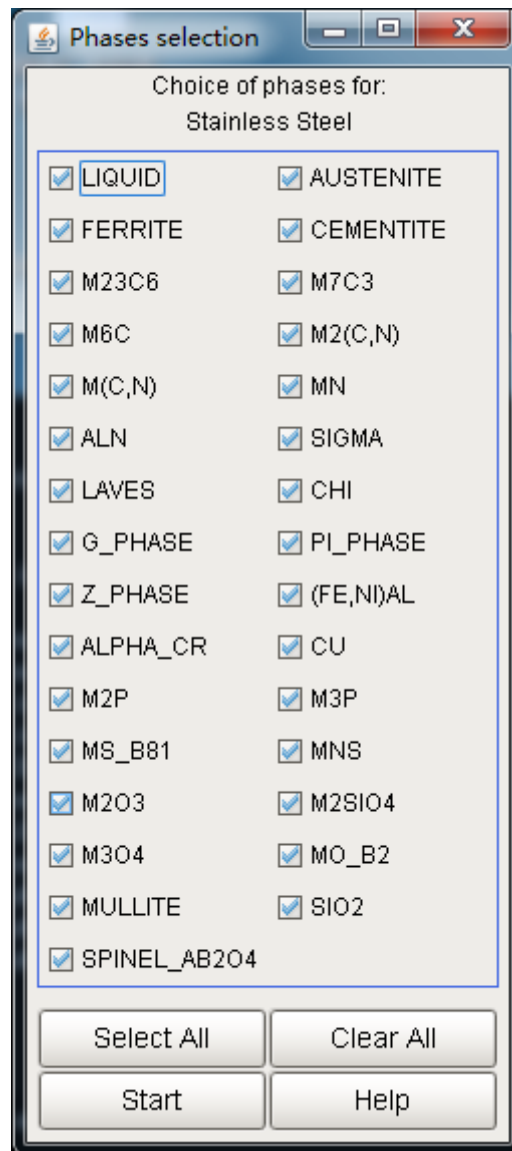 Phases selection
Choice of phases for:
Stainless Steel
LIQUID AUSTENITE
FERRITE CEMENTITE
M23C6 M7C3
M6C M2(C,N)
M(C,N) MN
ALN SIGMA
LAVES CHI
G_PHASE PI_PHASE
Z_PHASE (FE,NI)AL
ALPHA_CR CU
M2P M3P
MS_B81 MNS
M2O3 M2SIO4
M3O4 MO_B2
MULLITE SIO2
SPINEL_AB2O4
Select All Clear All
Start Help